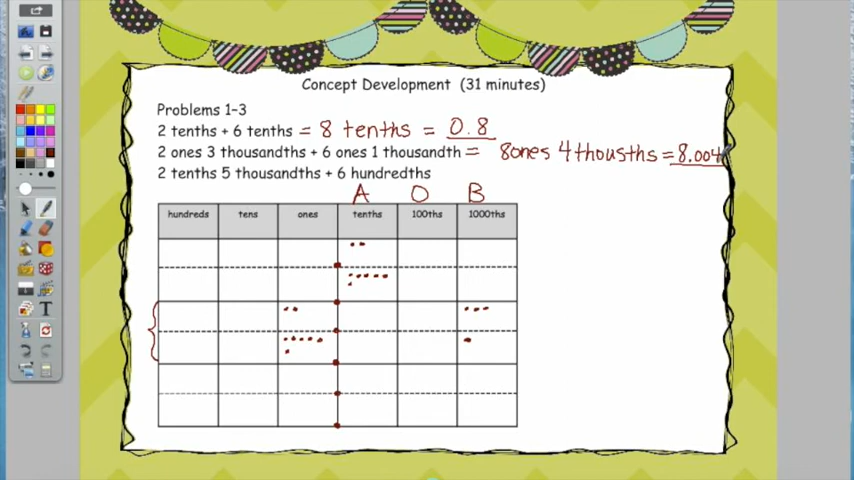 Concept Development (31 minutes)
Problems 1-3
2 tenths + 6 tenths = 8 tenths = 0.8
2 ones 3 thousandths + 6 ones 1 thousandth = 8ones 4thousths = 8.004
2 tenths 5 thousandths + 6 hundredths
A O B
hundreds tens ones tenths 100ths 1000ths
T